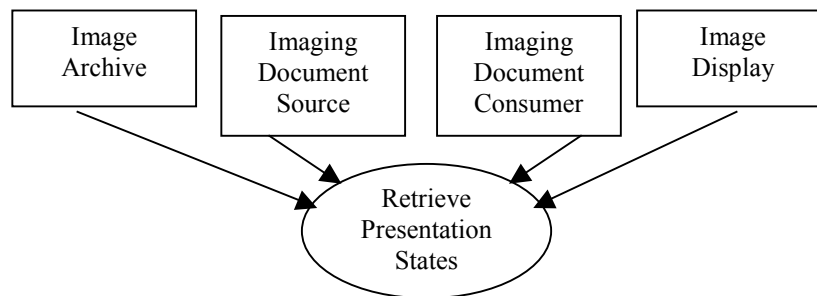 Image
Archive
Imaging
Document
Source
Imaging
Document
Consumer
Image
Display
Retrieve
Presentation
States